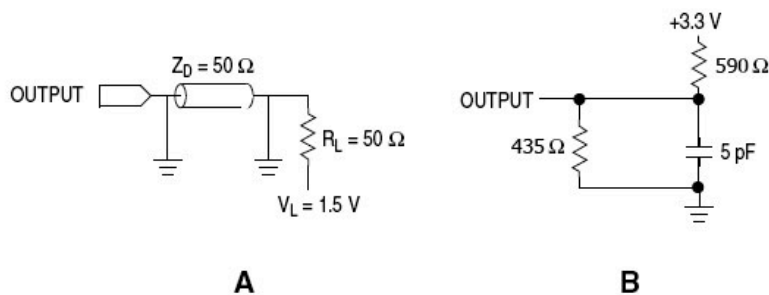 Z_D = 50 Ω
OUTPUT
R_L = 50 Ω
V_L = 1.5 V
A
+3.3 V
590 Ω
OUTPUT
435 Ω
5 pF
B